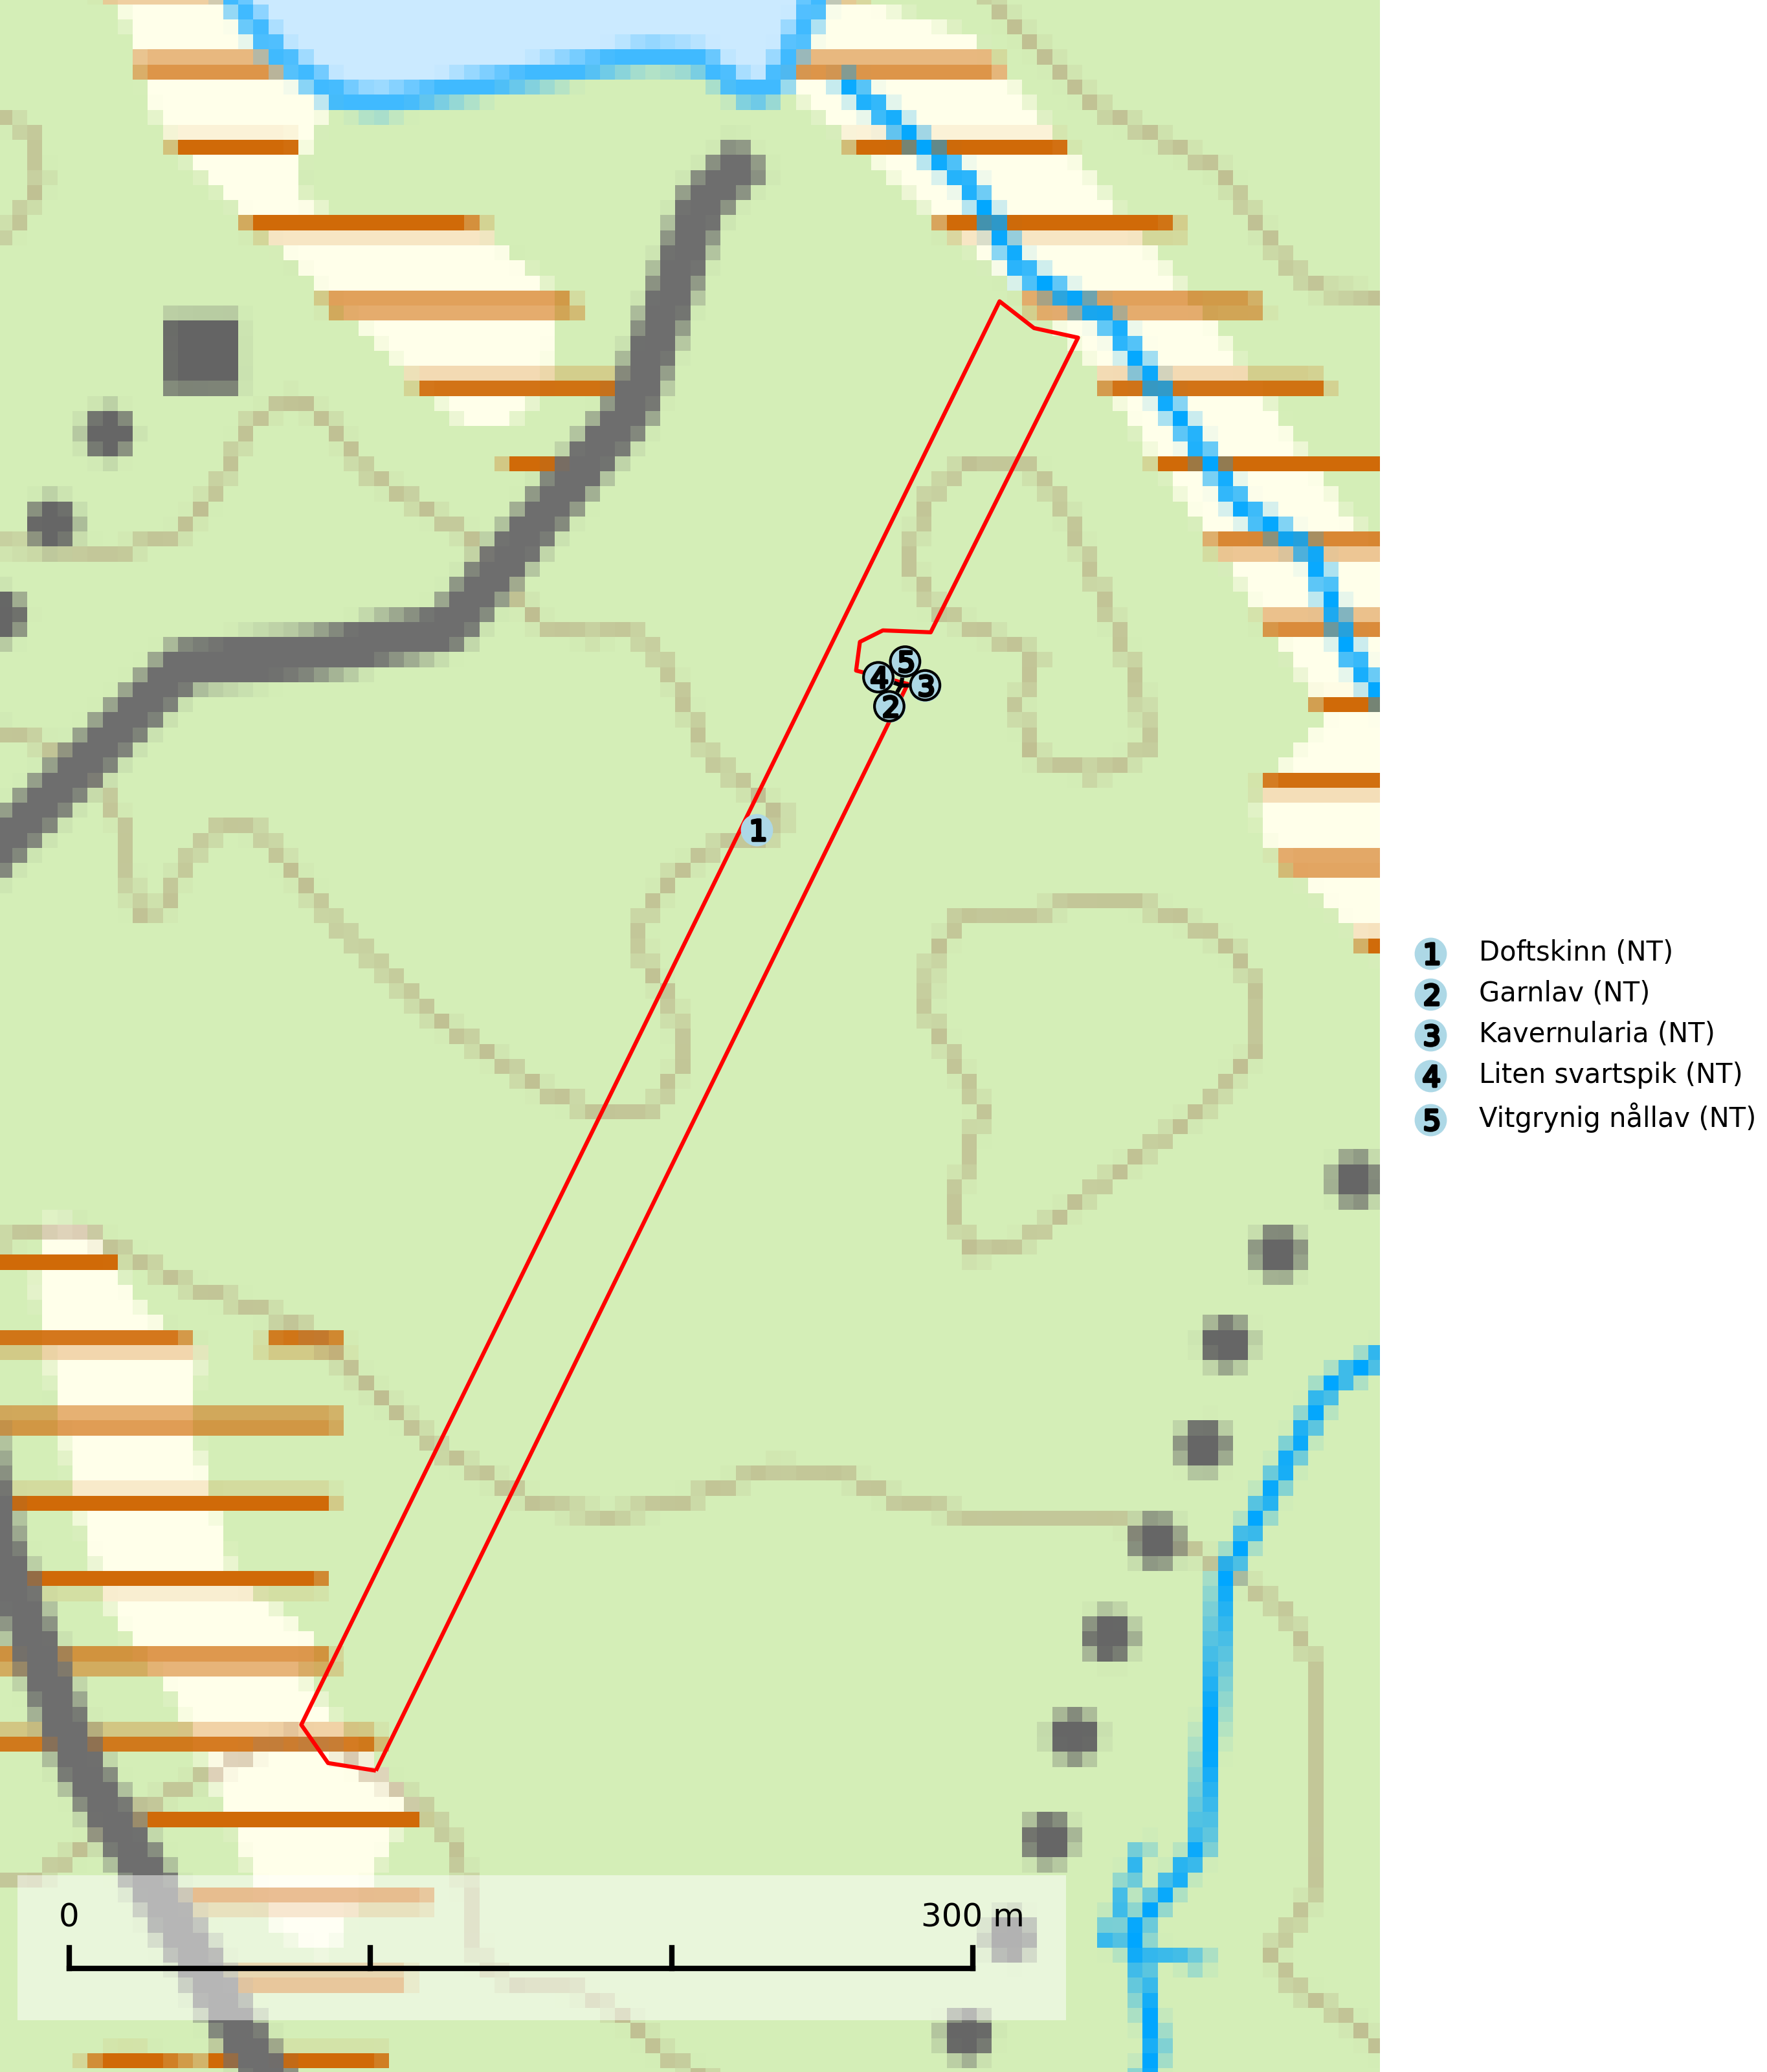 5
4
3
2
1
1 Doftskinn (NT)
2 Garnlav (NT)
3 Kavernularia (NT)
4 Liten svartspik (NT)
5 Vitgrynig nållav (NT)
0 300 m